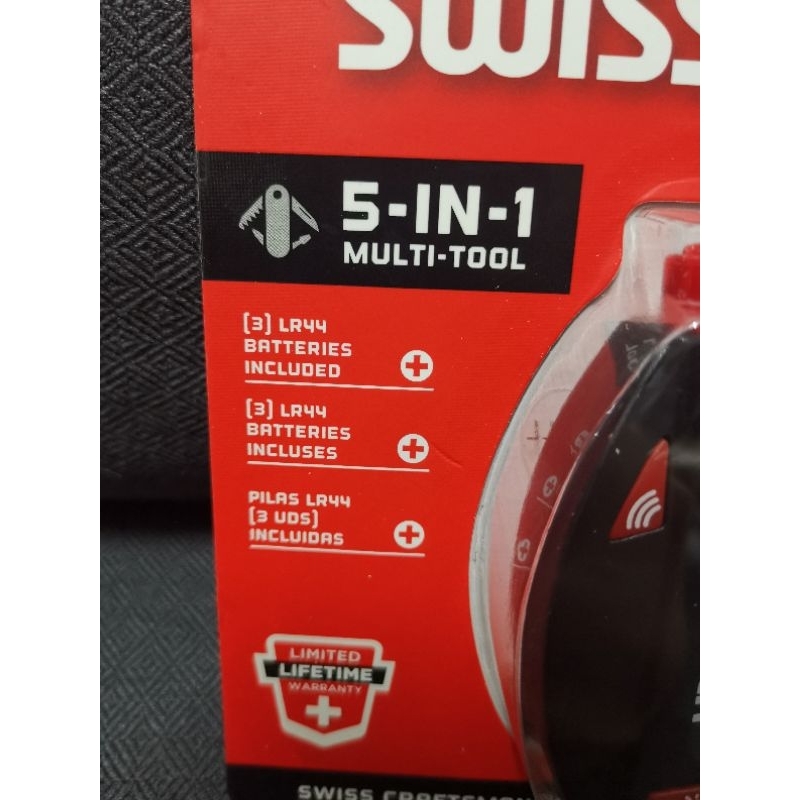 SWISS
5-IN-1
MULTI-TOOL
(3) LR44
BATTERIES
INCLUDED
(3) LR44
BATTERIES
INCLUSES
PILAS LR44
(3 UDS)
INCLUIDAS
LIMITED
LIFETIME
WARRANTY